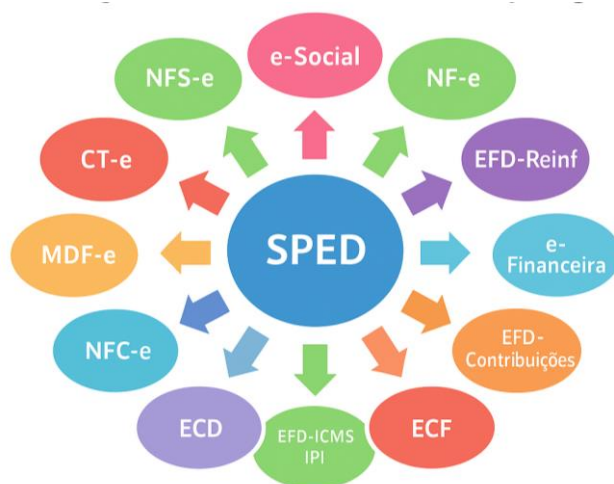 e-Social
NFS-e
NF-e
CT-e
EFD-Reinf
SPED
MDF-e
e-
Financeira
NFC-e
EFD-
Contribuições
ECD
EFD-ICMS
IPI
ECF